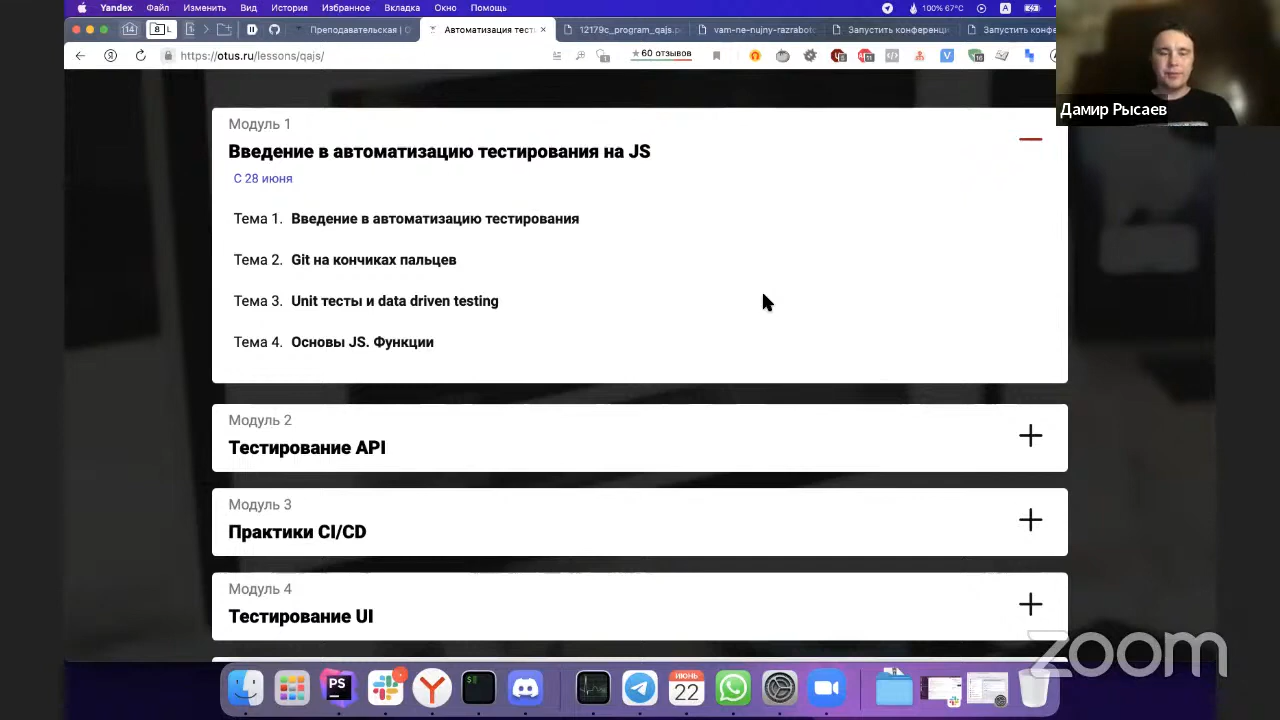 Yandex Файл Изменить Вид История Избранное Вкладка Окно Помощь 100% 67°C A
14 8 L Преподавательская | Автоматизация тест 12179c_program_qajs.p vam-ne-nujny-razrabot Запустить конференци Запустить конфе
https://otus.ru/lessons/qajs/ 60 отзывов
Дамир Рысаев
Модуль 1
Введение в автоматизацию тестирования на JS
С 28 июня
Тема 1. Введение в автоматизацию тестирования
Тема 2. Git на кончиках пальцев
Тема 3. Unit тесты и data driven testing
Тема 4. Основы JS. Функции
Модуль 2
Тестирование API
Модуль 3
Практики CI/CD
Модуль 4
Тестирование UI
zoom
PS
ИЮНЬ
22